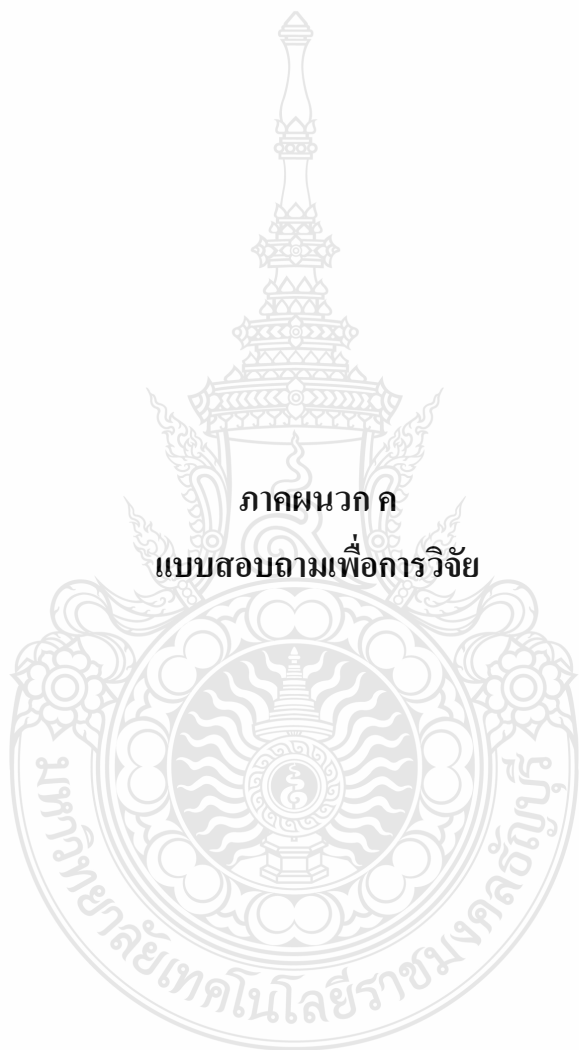 ภาคผนวก ค
แบบสอบถามเพื่อการวิจัย
มหาวิทยาลัยเทคโนโลยีราชมงคลธัญบุรี